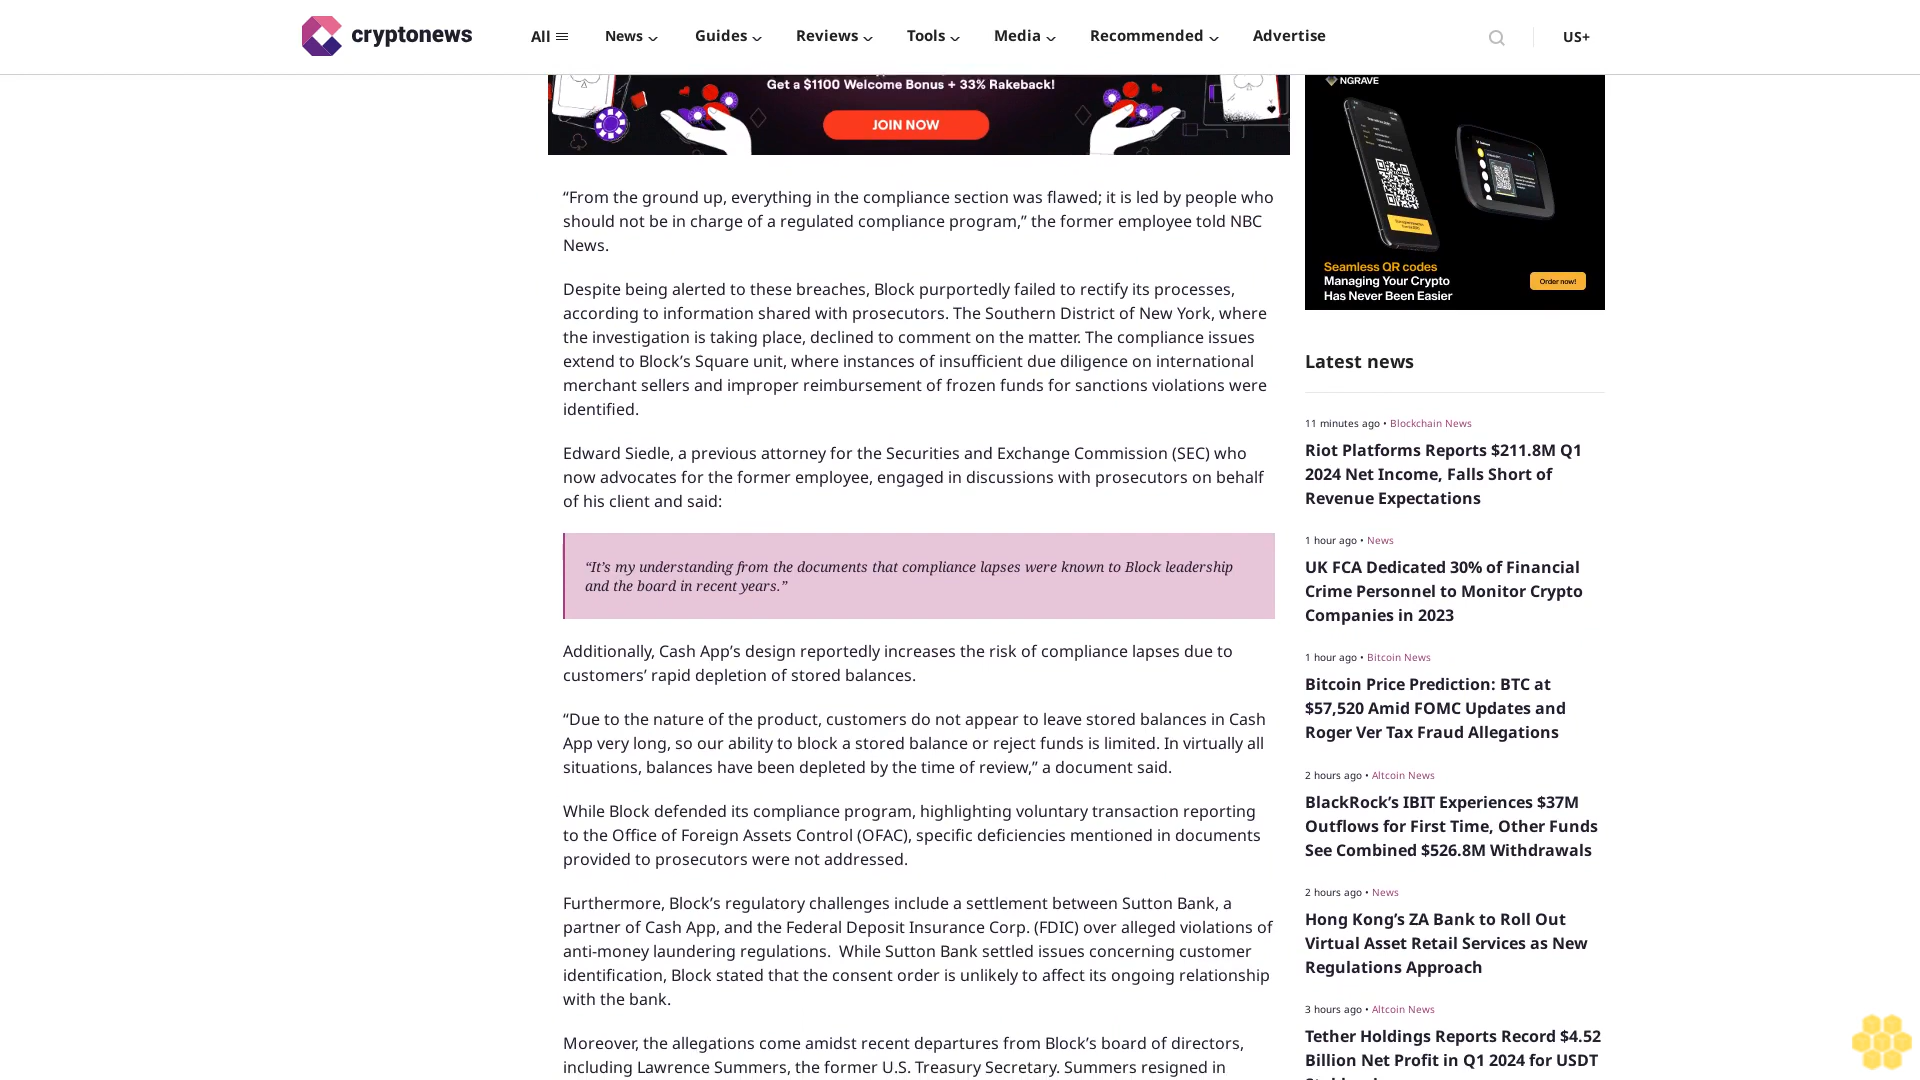 cryptonews
All
News
Guides
Reviews
Tools
Media
Recommended
Advertise
US+
Get a $1100 Welcome Bonus + 33% Rakeback!
JOIN NOW
“From the ground up, everything in the compliance section was flawed; it is led by people who
should not be in charge of a regulated compliance program,” the former employee told NBC
News.
Despite being alerted to these breaches, Block purportedly failed to rectify its processes,
according to information shared with prosecutors. The Southern District of New York, where
the investigation is taking place, declined to comment on the matter. The compliance issues
extend to Block’s Square unit, where instances of insufficient due diligence on international
merchant sellers and improper reimbursement of frozen funds for sanctions violations were
identified.
Edward Siedle, a previous attorney for the Securities and Exchange Commission (SEC) who
now advocates for the former employee, engaged in discussions with prosecutors on behalf
of his client and said:
“It’s my understanding from the documents that compliance lapses were known to Block leadership
and the board in recent years.”
Additionally, Cash App’s design reportedly increases the risk of compliance lapses due to
customers’ rapid depletion of stored balances.
“Due to the nature of the product, customers do not appear to leave stored balances in Cash
App very long, so our ability to block a stored balance or reject funds is limited. In virtually all
situations, balances have been depleted by the time of review,” a document said.
While Block defended its compliance program, highlighting voluntary transaction reporting
to the Office of Foreign Assets Control (OFAC), specific deficiencies mentioned in documents
provided to prosecutors were not addressed.
Furthermore, Block’s regulatory challenges include a settlement between Sutton Bank, a
partner of Cash App, and the Federal Deposit Insurance Corp. (FDIC) over alleged violations of
anti-money laundering regulations.  While Sutton Bank settled issues concerning customer
identification, Block stated that the consent order is unlikely to affect its ongoing relationship
with the bank.
Moreover, the allegations come amidst recent departures from Block’s board of directors,
including Lawrence Summers, the former U.S. Treasury Secretary. Summers resigned in
NGRAVE
Seamless QR codes
Managing Your Crypto
Has Never Been Easier
Order now!
Latest news
11 minutes ago • Blockchain News
Riot Platforms Reports $211.8M Q1
2024 Net Income, Falls Short of
Revenue Expectations
1 hour ago • News
UK FCA Dedicated 30% of Financial
Crime Personnel to Monitor Crypto
Companies in 2023
1 hour ago • Bitcoin News
Bitcoin Price Prediction: BTC at
$57,520 Amid FOMC Updates and
Roger Ver Tax Fraud Allegations
2 hours ago • Altcoin News
BlackRock’s IBIT Experiences $37M
Outflows for First Time, Other Funds
See Combined $526.8M Withdrawals
2 hours ago • News
Hong Kong’s ZA Bank to Roll Out
Virtual Asset Retail Services as New
Regulations Approach
3 hours ago • Altcoin News
Tether Holdings Reports Record $4.52
Billion Net Profit in Q1 2024 for USDT